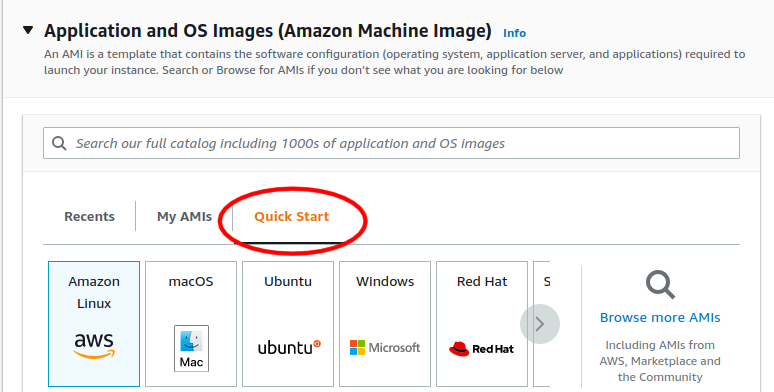 Application and OS Images (Amazon Machine Image) Info
An AMI is a template that contains the software configuration (operating system, application server, and applications) required to
launch your instance. Search or Browse for AMIs if you don't see what you are looking for below
Search our full catalog including 1000s of application and OS images
Recents
My AMIs
Quick Start
Amazon
Linux
aws
macOS
Mac
Ubuntu
ubuntu
Windows
Microsoft
Red Hat
Red Hat
S
Browse more AMIs
Including AMIs from
AWS, Marketplace and
the Community